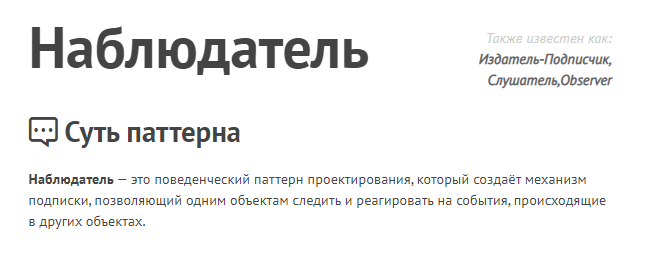 Наблюдатель
Также известен как:
Издатель-Подписчик,
Слушатель,Observer
Суть паттерна
Наблюдатель — это поведенческий паттерн проектирования, который создаёт механизм
подписки, позволяющий одним объектам следить и реагировать на события, происходящие
в других объектах.